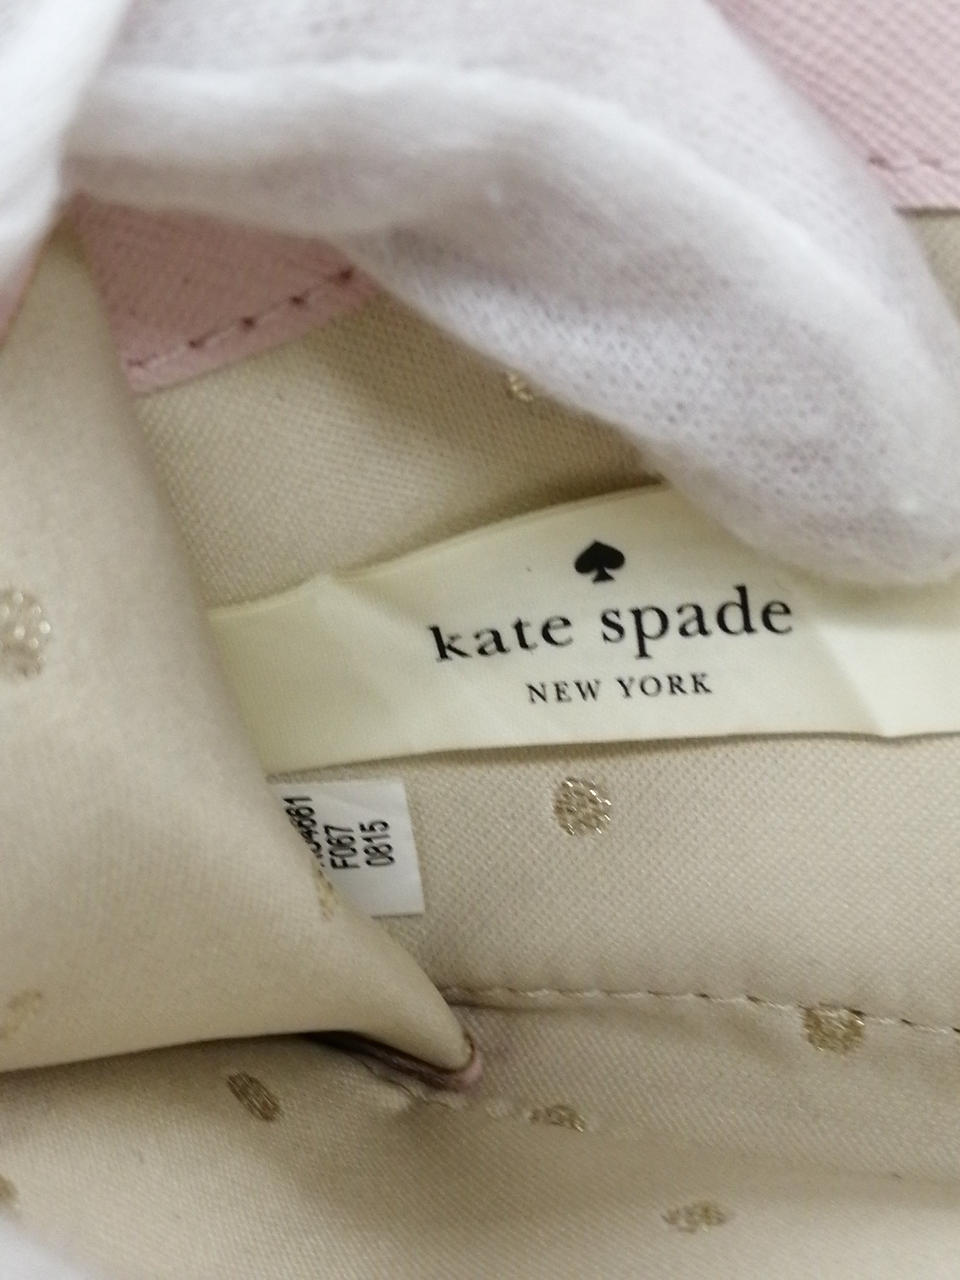 kate spade
NEW YORK
F067
0815